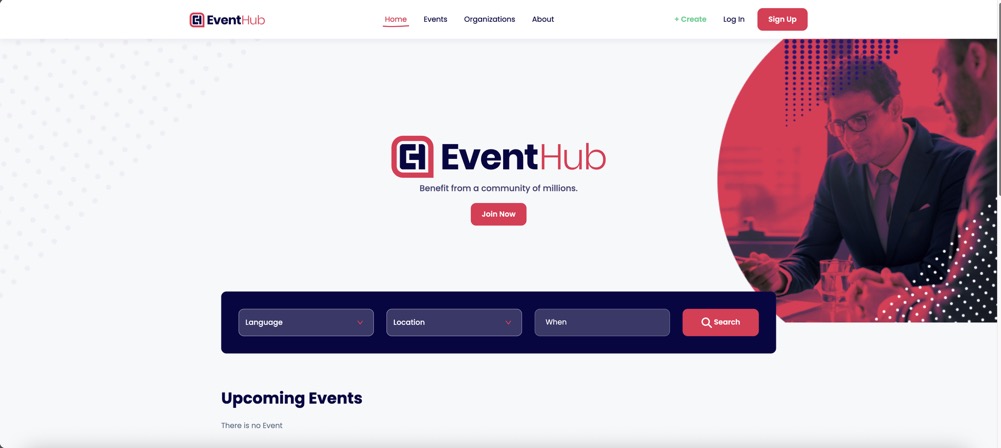 EventHub
Home Events Organizations About
+ Create Log In Sign Up
EventHub
Benefit from a community of millions.
Join Now
Language Location When Search
Upcoming Events
There is no Event